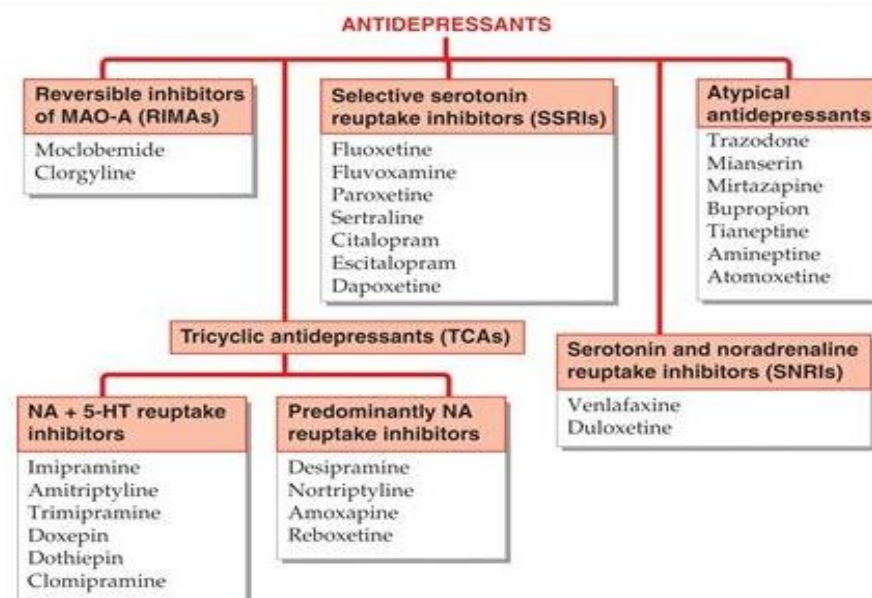 ANTIDEPRESSANTS
Reversible inhibitors
of MAO-A (RIMAs)
Moclobemide
Clorgyline
Selective serotonin
reuptake inhibitors (SSRIs)
Fluoxetine
Fluvoxamine
Paroxetine
Sertraline
Citalopram
Escitalopram
Dapoxetine
Atypical
antidepressants
Trazodone
Mianserin
Mirtazapine
Bupropion
Tianeptine
Amineptine
Atomoxetine
Tricyclic antidepressants (TCAs)
Serotonin and noradrenaline
reuptake inhibitors (SNRIs)
Venlafaxine
Duloxetine
NA + 5-HT reuptake
inhibitors
Imipramine
Amitriptyline
Trimipramine
Doxepin
Dothiepin
Clomipramine
Predominantly NA
reuptake inhibitors
Desipramine
Nortriptyline
Amoxapine
Reboxetine